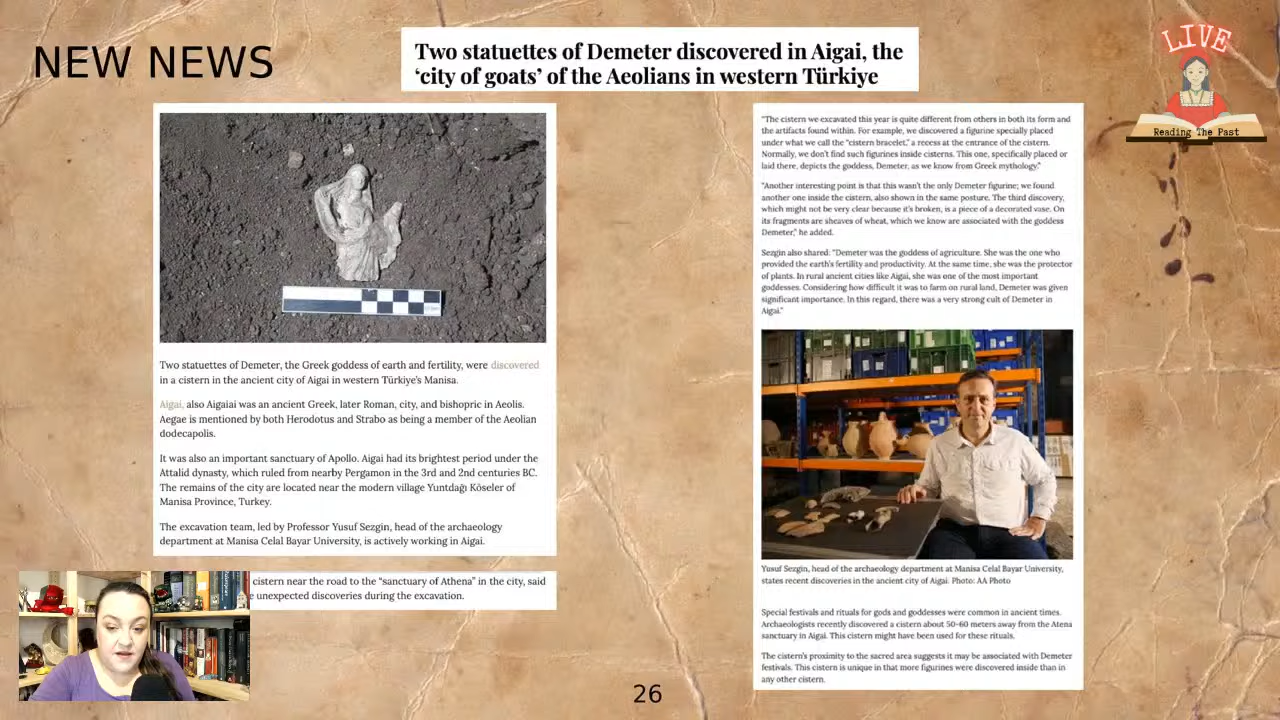 NEW NEWS
Two statuettes of Demeter discovered in Aigai, the
‘city of goats’ of the Aeolians in western Türkiye
LIVE
Reading The Past
Two statuettes of Demeter, the Greek goddess of earth and fertility, were discovered
in a cistern in the ancient city of Aigai in western Türkiye's Manisa.
Aigai, also Aigaiai was an ancient Greek, later Roman, city, and bishopric in Aeolis.
Aegae is mentioned by both Herodotus and Strabo as being a member of the Aeolian
dodecapolis.
It was also an important sanctuary of Apollo. Aigai had its brightest period under the
Attalid dynasty, which ruled from nearby Pergamon in the 3rd and 2nd centuries BC.
The remains of the city are located near the modern village Yuntdağı Köseler of
Manisa Province, Turkey.
The excavation team, led by Professor Yusuf Sezgin, head of the archaeology
department at Manisa Celal Bayar University, is actively working in Aigai.
cistern near the road to the “sanctuary of Athena” in the city, said
unexpected discoveries during the excavation.
“The cistern we excavated this year is quite different from others in both its form and
the artifacts found within. For example, we discovered a figurine specially placed
under what we call the “cistern bracelet,” a recess at the entrance of the cistern.
Normally, we don't find such figurines inside cisterns. This one, specifically placed or
laid there, depicts the goddess, Demeter, as we know from Greek mythology.”
“Another interesting point is that this wasn't the only Demeter figurine; we found
another one inside the cistern, also shown in the same posture. The third discovery,
which might not be very clear because it's broken, is a piece of a decorated vase. On
its fragments are sheaves of wheat, which we know are associated with the goddess
Demeter,” he added.
Sezgin also shared: “Demeter was the goddess of agriculture. She was the one who
provided the earth's fertility and productivity. At the same time, she was the protector
of plants. In rural ancient cities like Aigai, she was one of the most important
goddesses. Considering how difficult it was to farm on rural land, Demeter was given
significant importance. In this regard, there was a very strong cult of Demeter in
Aigai.”
Yusuf Sezgin, head of the archaeology department at Manisa Celal Bayar University,
states recent discoveries in the ancient city of Aigai. Photo: AA Photo
Special festivals and rituals for gods and goddesses were common in ancient times.
Archaeologists recently discovered a cistern about 50-60 meters away from the Atena
sanctuary in Aigai. This cistern might have been used for these rituals.
The cistern's proximity to the sacred area suggests it may be associated with Demeter
festivals. This cistern is unique in that more figurines were discovered inside than in
any other cistern.
26